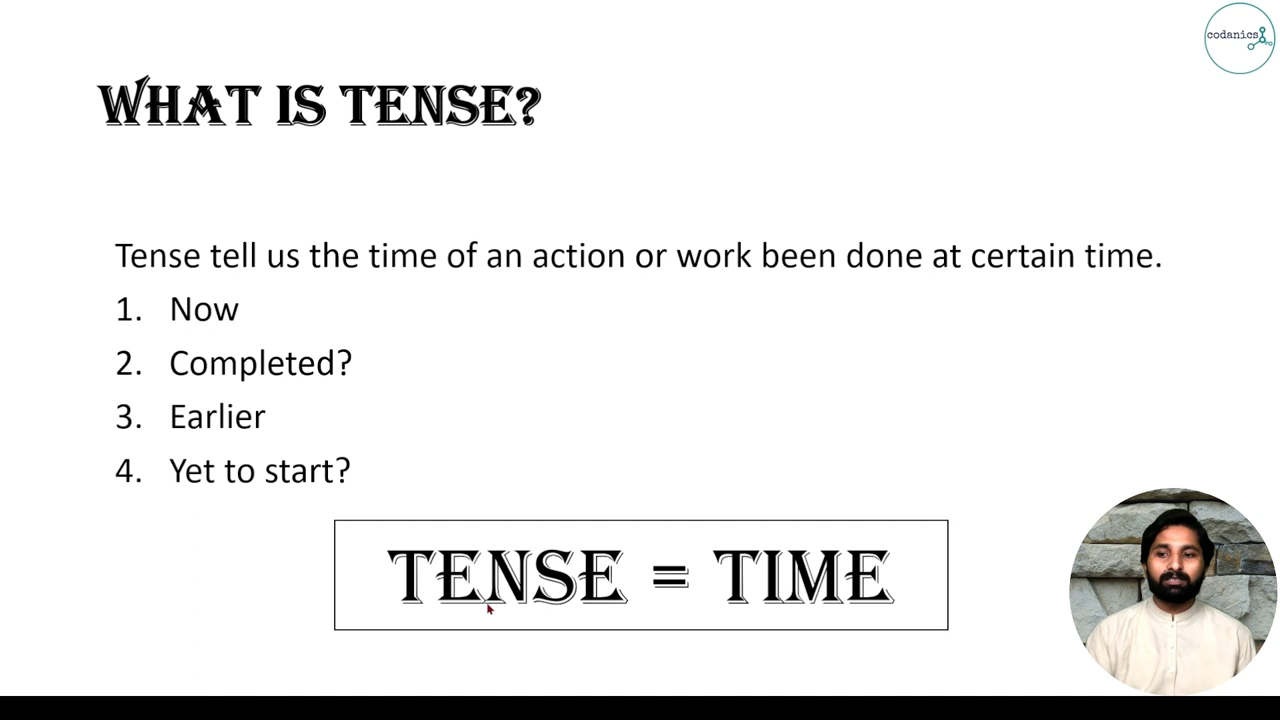 codanics
WHAT IS TENSE?
Tense tell us the time of an action or work been done at certain time.
1. Now
2. Completed?
3. Earlier
4. Yet to start?
TENSE = TIME